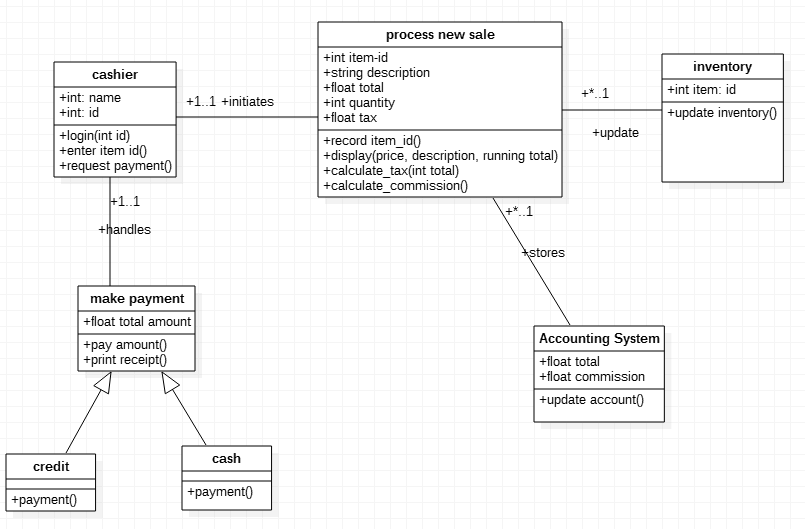 process new sale
+int item-id
+string description
+float total
+int quantity
+float tax
+record item_id()
+display(price, description, running total)
+calculate_tax(int total)
+calculate_commission()
cashier
+int: name
+int: id
+login(int id)
+enter item id()
+request payment()
+1..1 +initiates
inventory
+int item: id
+update inventory()
+*..1
+update
+1..1
+handles
+*..1
+stores
make payment
+float total amount
+pay amount()
+print receipt()
Accounting System
+float total
+float commission
+update account()
credit
+payment()
cash
+payment()